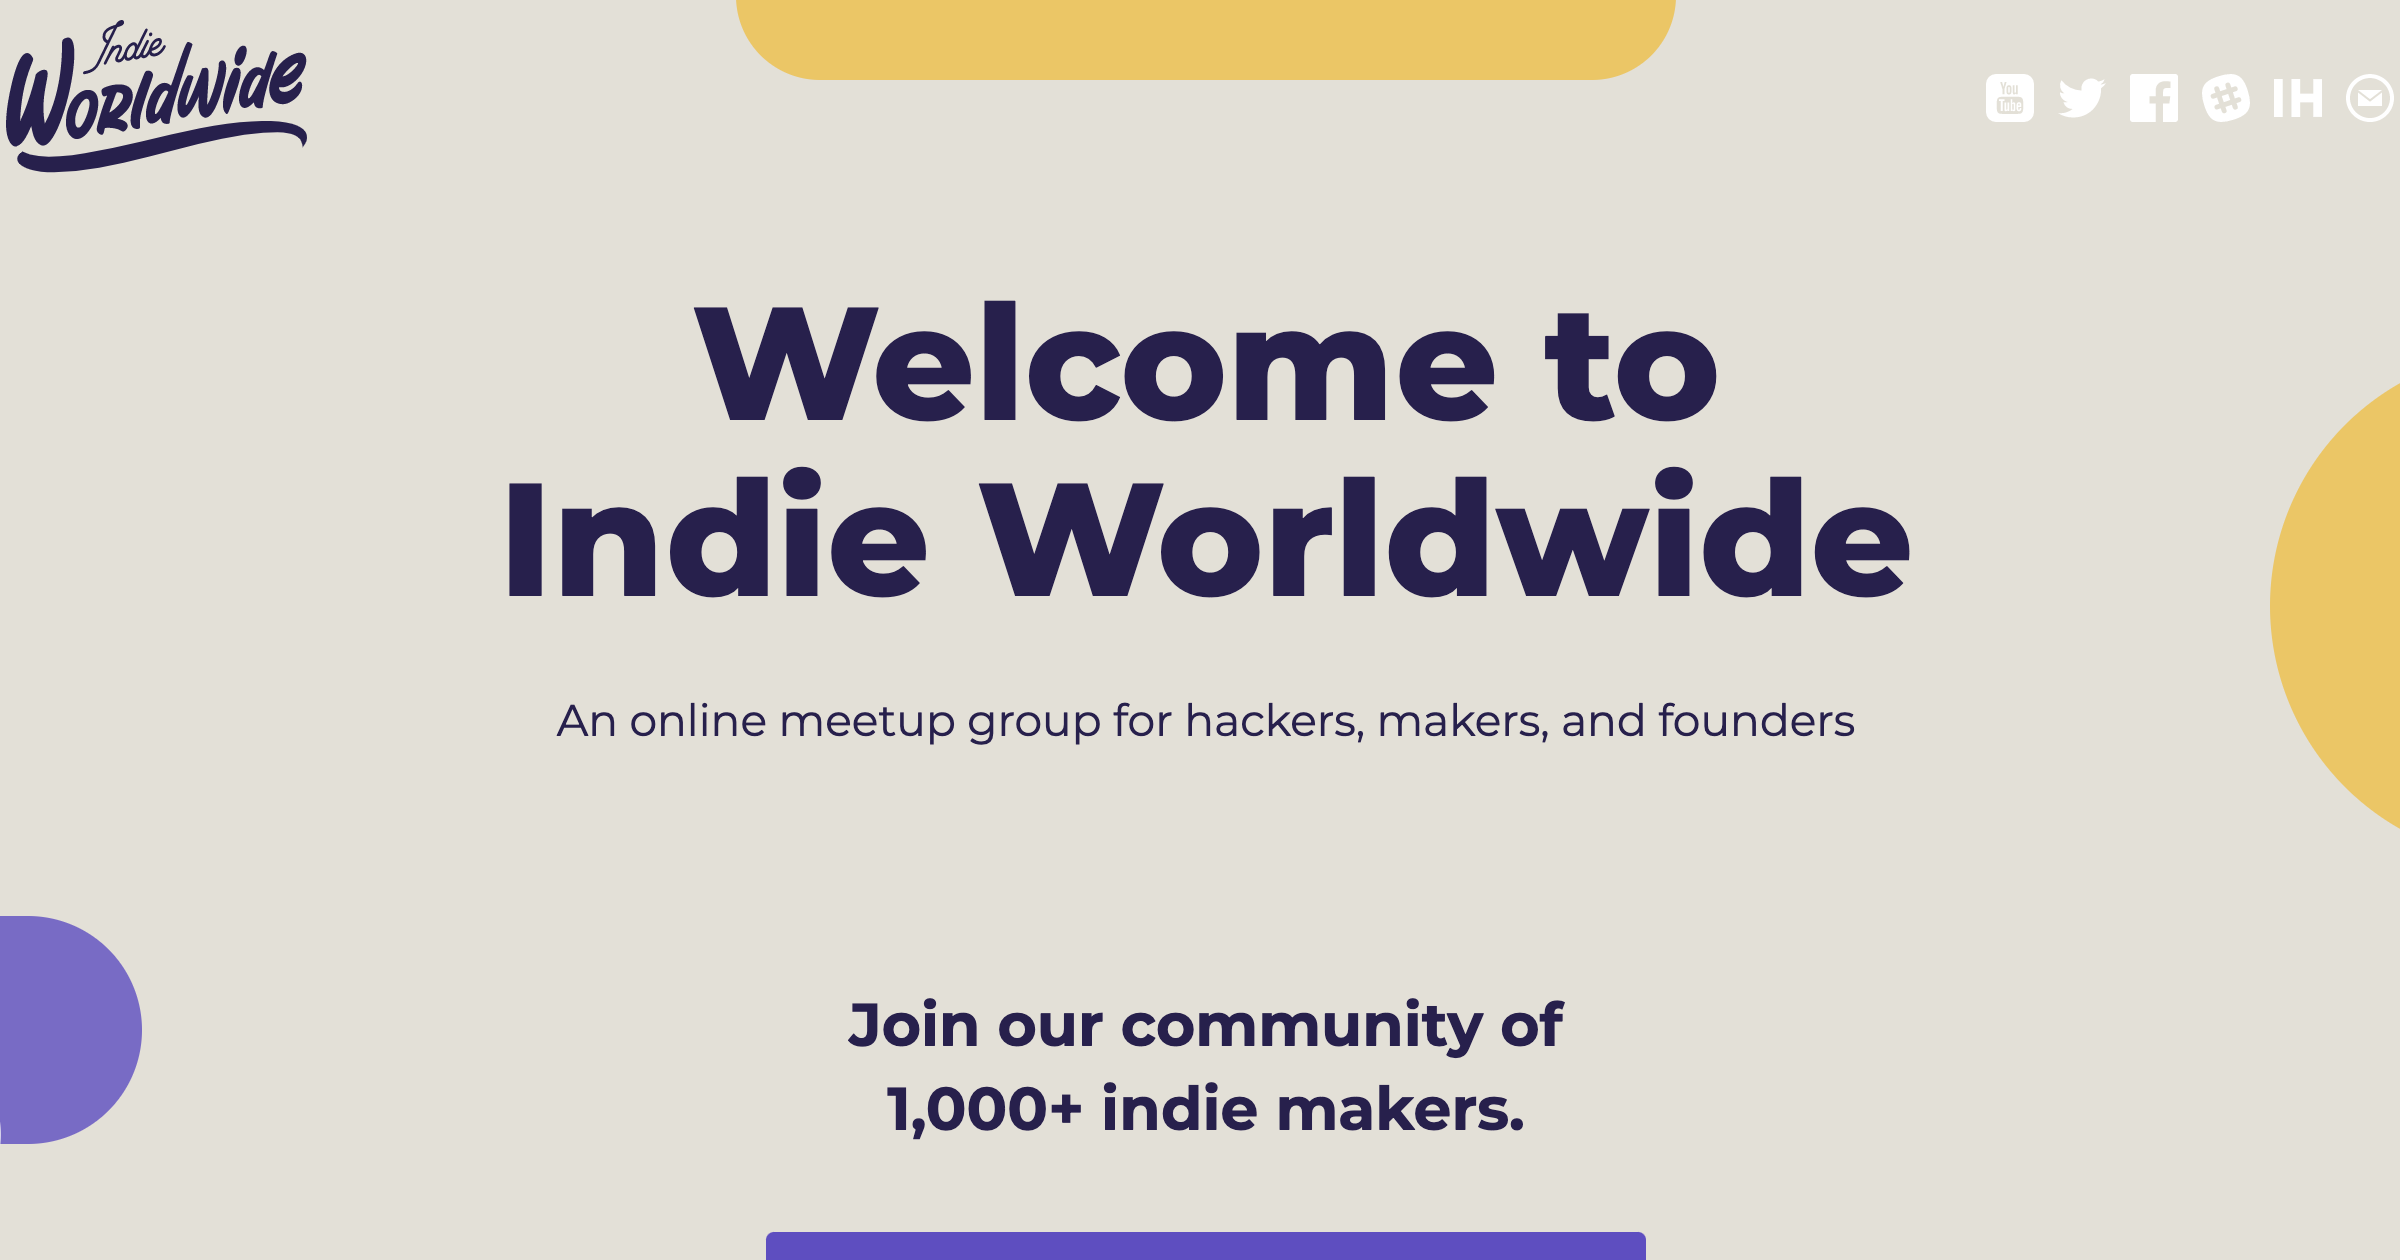 Indie
Worldwide
You
Tube
IH
Welcome to
Indie Worldwide
An online meetup group for hackers, makers, and founders
Join our community of
1,000+ indie makers.